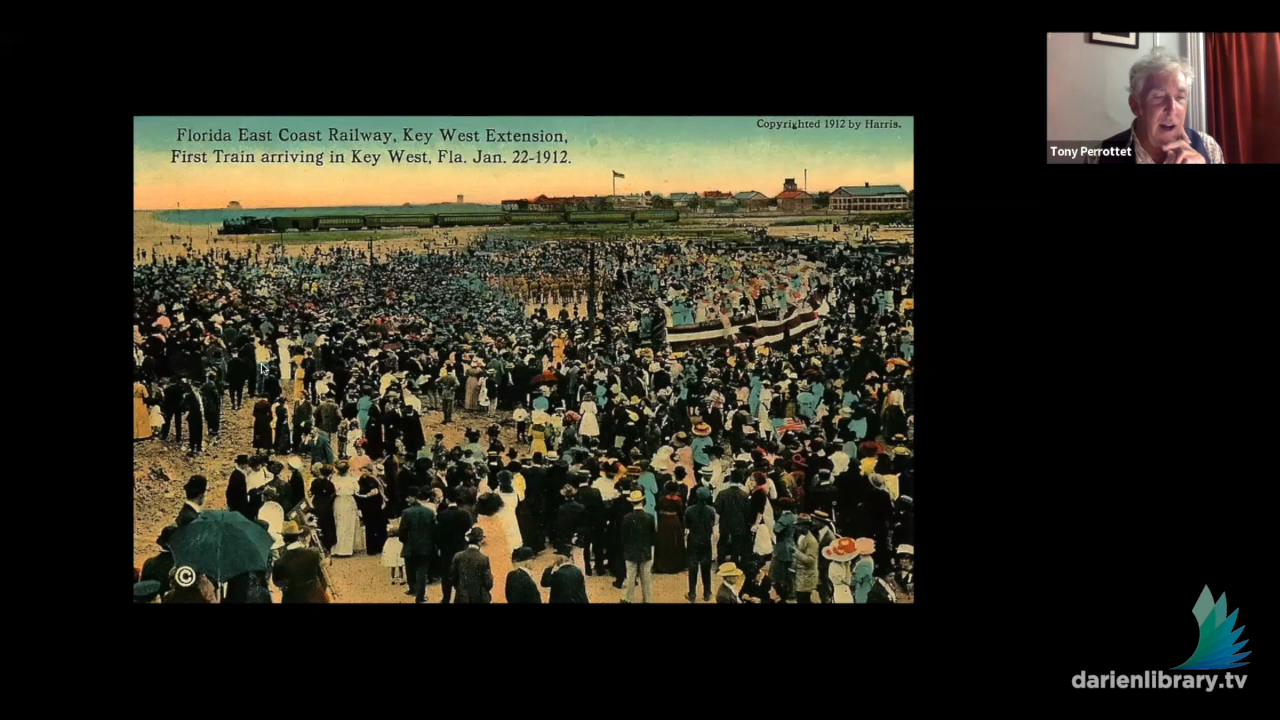 Florida East Coast Railway, Key West Extension,
First Train arriving in Key West, Fla. Jan. 22-1912.
Copyrighted 1912 by Harris.
Tony Perrottet
©
darienlibrary.tv